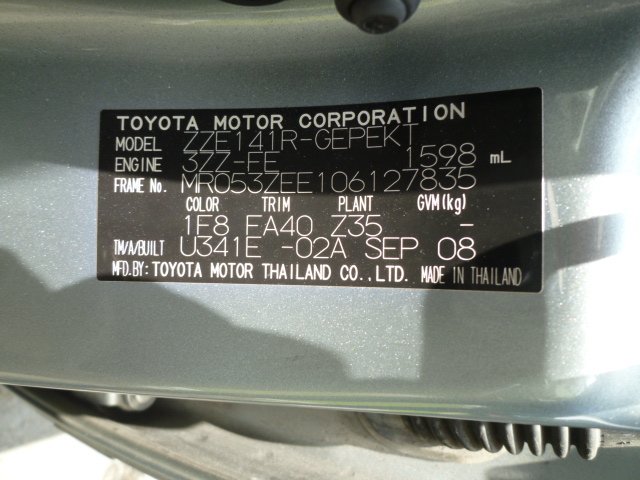 TOYOTA MOTOR CORPORATION
MODEL ZZE141R-GEPEKT
ENGINE 3ZZ-FE 1598 mL
FRAME No. MR053ZEE106127835
COLOR TRIM PLANT GVM(kg)
1F8 FA40 Z35 -
TM/A/BUILT U341E -02A SEP 08
MFD.BY:TOYOTA MOTOR THAILAND CO.,LTD. MADE IN THAILAND